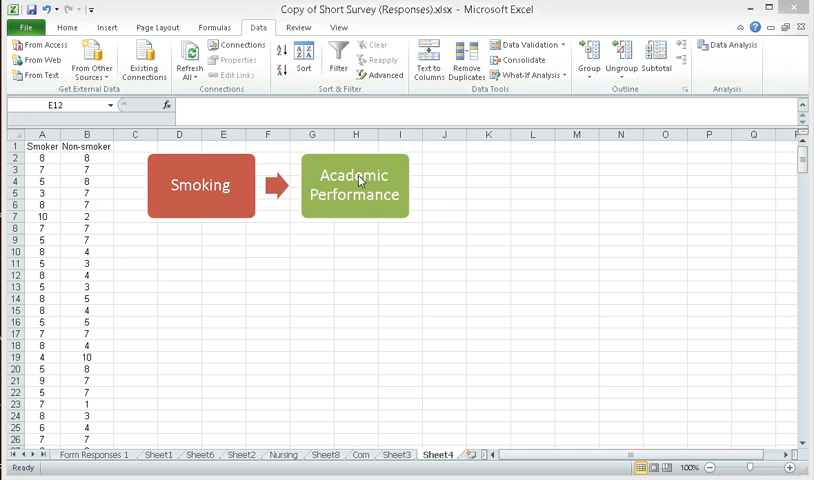 Copy of Short Survey (Responses).xlsx - Microsoft Excel
File Home Insert Page Layout Formulas Data Review View
From Access
From Web
From Text
From Other Sources
Existing Connections
Get External Data
Refresh All
Connections
Properties
Edit Links
Connections
Sort
Filter
Clear
Reapply
Advanced
Sort & Filter
Text to Columns
Remove Duplicates
Data Validation
Consolidate
What-If Analysis
Data Tools
Group
Ungroup
Subtotal
Outline
Data Analysis
Analysis
E12 fx
A B C D E F G H I J K L M N O P Q
1 Smoker Non-smoker
2 8 8
3 7 7
4 5 8
5 3 7
6 8 7
7 10 2
8 7 7
9 5 7
10 8 4
11 5 3
12 8 4
13 5 3
14 8 5
15 8 4
16 5 5
17 7 7
18 8 4
19 4 10
20 5 8
21 9 7
22 5 7
23 7 1
24 8 3
25 6 4
26 7 7
Smoking
Academic
Performance
Form Responses 1 Sheet1 Sheet6 Sheet2 Nursing Sheet8 Com Sheet3 Sheet4
Ready 100%